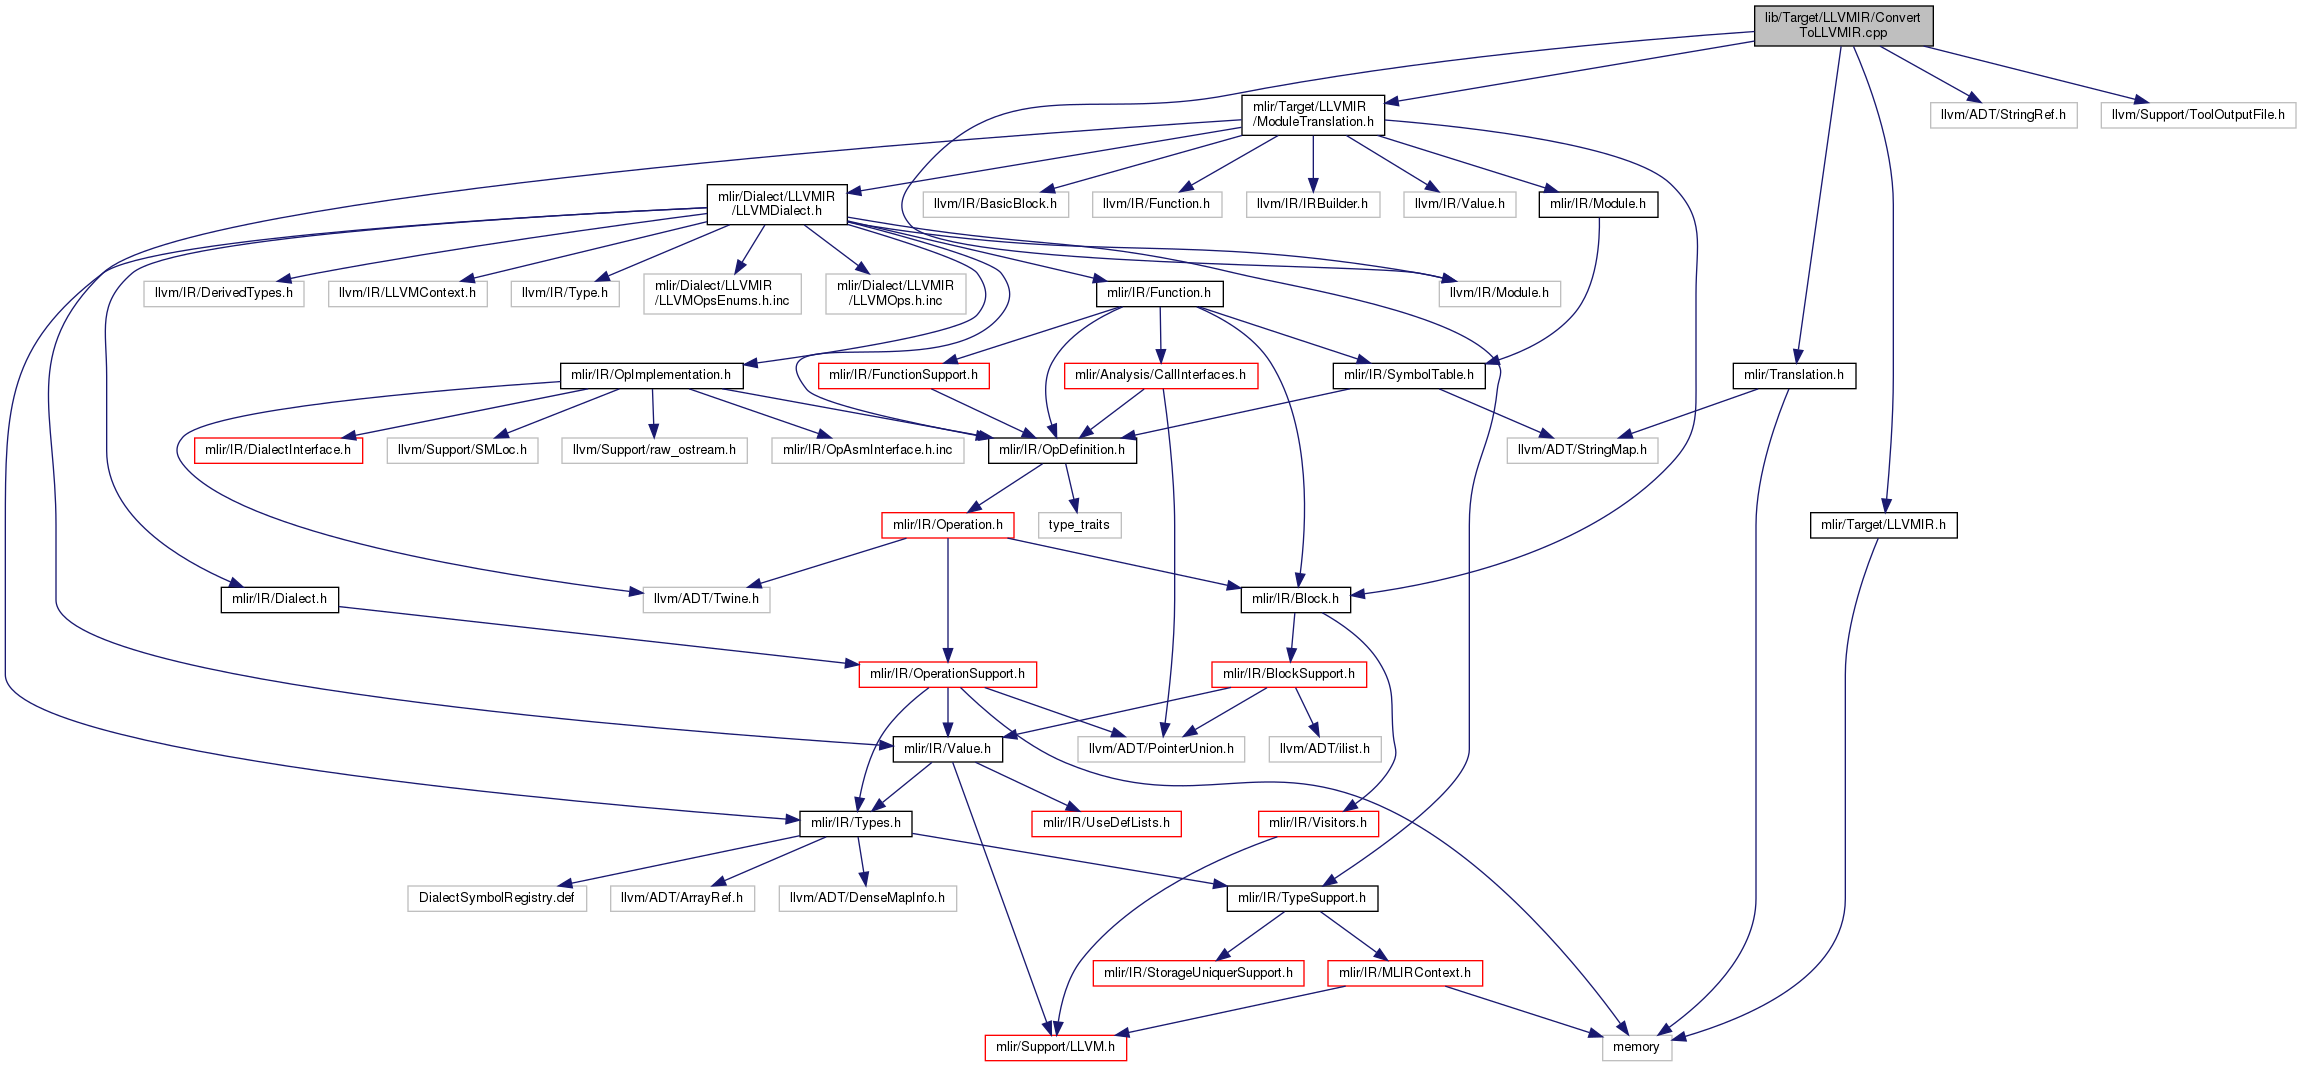 lib/Target/LLVMIR/Convert
ToLLVMIR.cpp
mlir/Target/LLVMIR
/ModuleTranslation.h
llvm/ADT/StringRef.h
llvm/Support/ToolOutputFile.h
mlir/Dialect/LLVMIR
/LLVMDialect.h
llvm/IR/BasicBlock.h
llvm/IR/Function.h
llvm/IR/IRBuilder.h
llvm/IR/Value.h
mlir/IR/Module.h
llvm/IR/DerivedTypes.h
llvm/IR/LLVMContext.h
llvm/IR/Type.h
mlir/Dialect/LLVMIR
/LLVMOpsEnums.h.inc
mlir/Dialect/LLVMIR
/LLVMOps.h.inc
mlir/IR/Function.h
llvm/IR/Module.h
mlir/IR/OpImplementation.h
mlir/IR/FunctionSupport.h
mlir/Analysis/CallInterfaces.h
mlir/IR/SymbolTable.h
mlir/Translation.h
mlir/IR/DialectInterface.h
llvm/Support/SMLoc.h
llvm/Support/raw_ostream.h
mlir/IR/OpAsmInterface.h.inc
mlir/IR/OpDefinition.h
llvm/ADT/StringMap.h
mlir/IR/Operation.h
type_traits
mlir/Target/LLVMIR.h
mlir/IR/Dialect.h
llvm/ADT/Twine.h
mlir/IR/Block.h
mlir/IR/OperationSupport.h
mlir/IR/BlockSupport.h
mlir/IR/Value.h
llvm/ADT/PointerUnion.h
llvm/ADT/ilist.h
mlir/IR/Types.h
mlir/IR/UseDefLists.h
mlir/IR/Visitors.h
DialectSymbolRegistry.def
llvm/ADT/ArrayRef.h
llvm/ADT/DenseMapInfo.h
mlir/IR/TypeSupport.h
mlir/IR/StorageUniquerSupport.h
mlir/IR/MLIRContext.h
mlir/Support/LLVM.h
memory